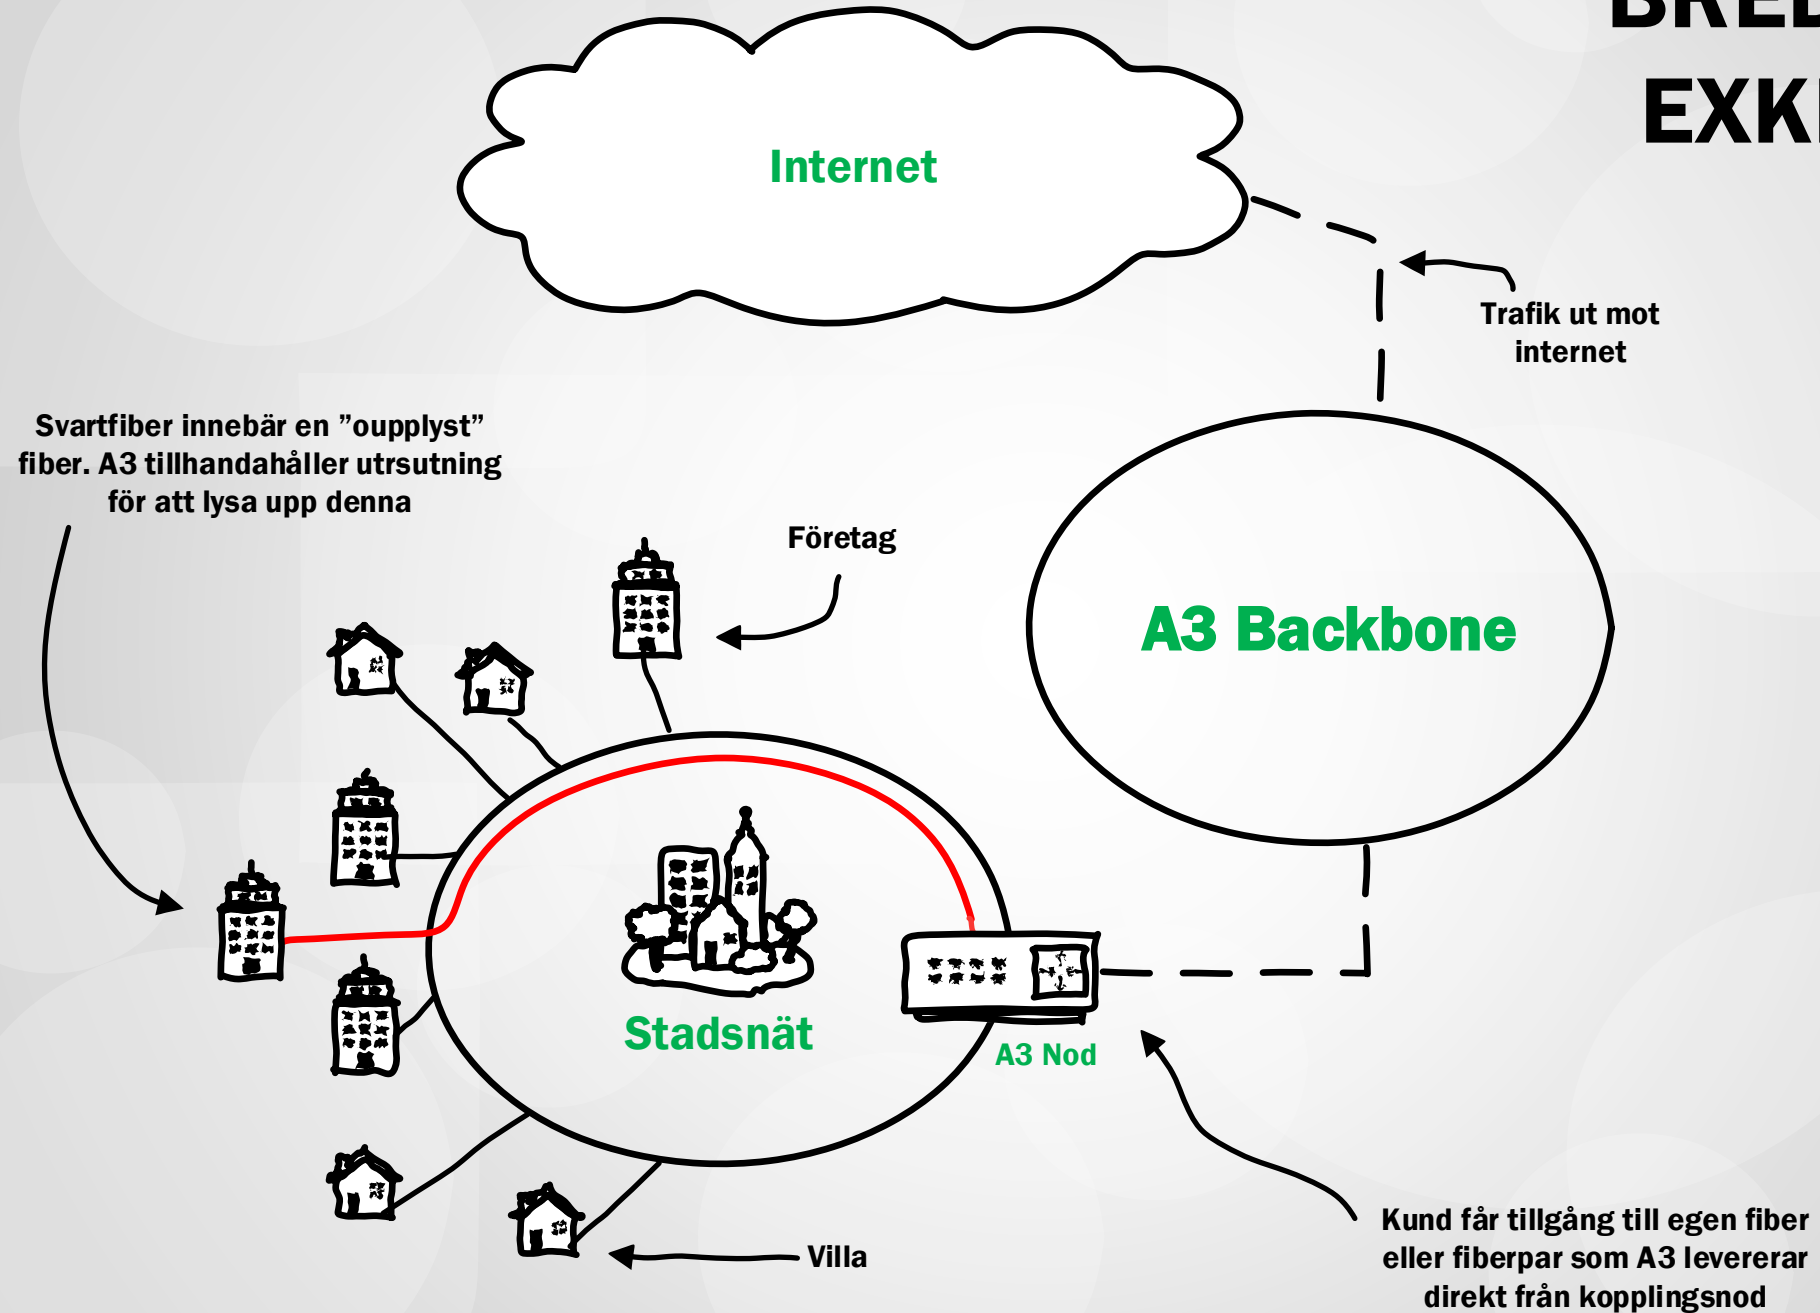 Internet
Trafik ut mot
internet
Svartfiber innebär en ”oupplyst”
fiber. A3 tillhandahåller utrsutning
för att lysa upp denna
Företag
A3 Backbone
Stadsnät
A3 Nod
Villa
Kund får tillgång till egen fiber
eller fiberpar som A3 levererar
direkt från kopplingsnod